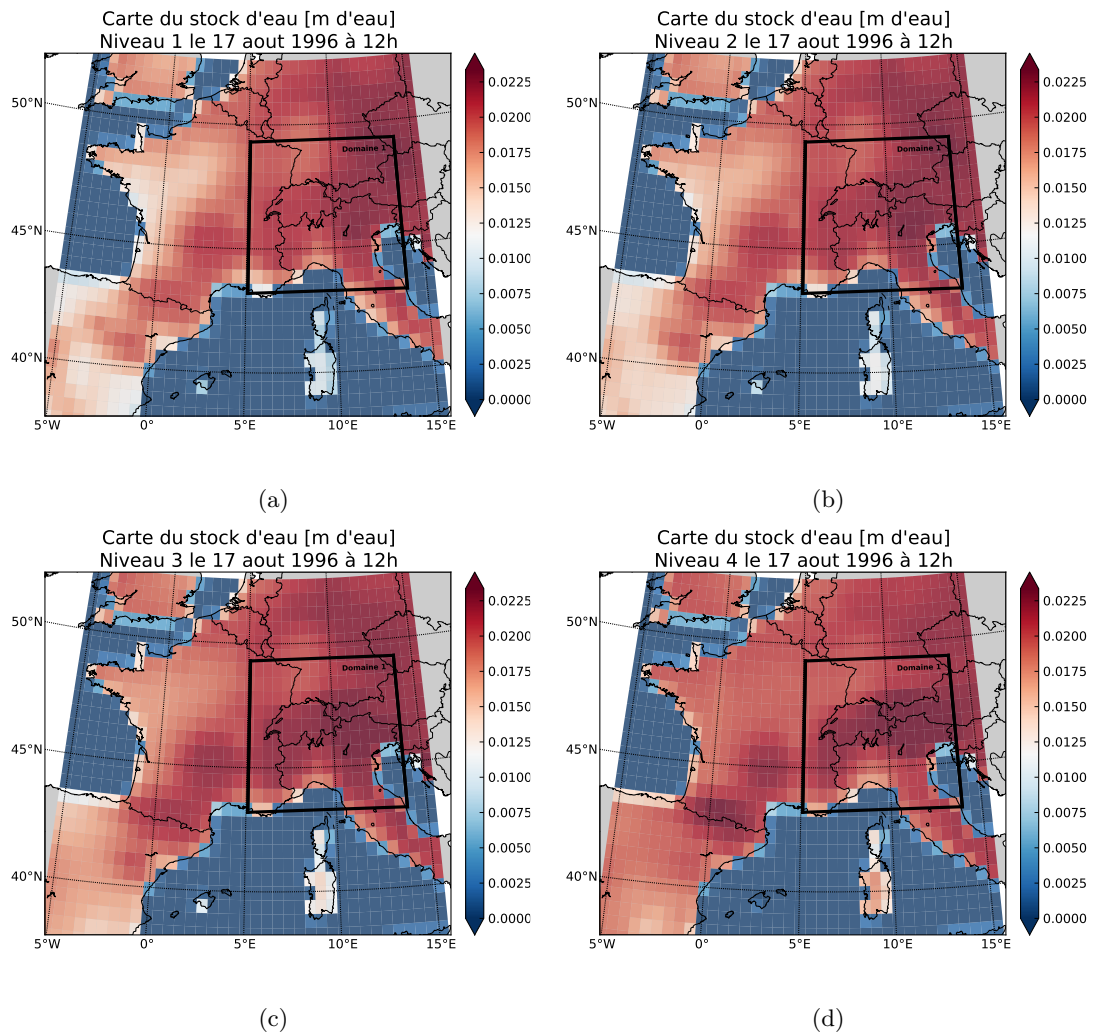 Carte du stock d'eau [m d'eau]
Niveau 1 le 17 aout 1996 à 12h
Domaine 1
50°N
45°N
40°N
5°W
0°
5°E
10°E
15°E
0.0225
0.0200
0.0175
0.0150
0.0125
0.0100
0.0075
0.0050
0.0025
0.0000
(a)
Carte du stock d'eau [m d'eau]
Niveau 2 le 17 aout 1996 à 12h
Domaine 1
50°N
45°N
40°N
5°W
0°
5°E
10°E
15°E
0.0225
0.0200
0.0175
0.0150
0.0125
0.0100
0.0075
0.0050
0.0025
0.0000
(b)
Carte du stock d'eau [m d'eau]
Niveau 3 le 17 aout 1996 à 12h
Domaine 1
50°N
45°N
40°N
5°W
0°
5°E
10°E
15°E
0.0225
0.0200
0.0175
0.0150
0.0125
0.0100
0.0075
0.0050
0.0025
0.0000
(c)
Carte du stock d'eau [m d'eau]
Niveau 4 le 17 aout 1996 à 12h
Domaine 1
50°N
45°N
40°N
5°W
0°
5°E
10°E
15°E
0.0225
0.0200
0.0175
0.0150
0.0125
0.0100
0.0075
0.0050
0.0025
0.0000
(d)